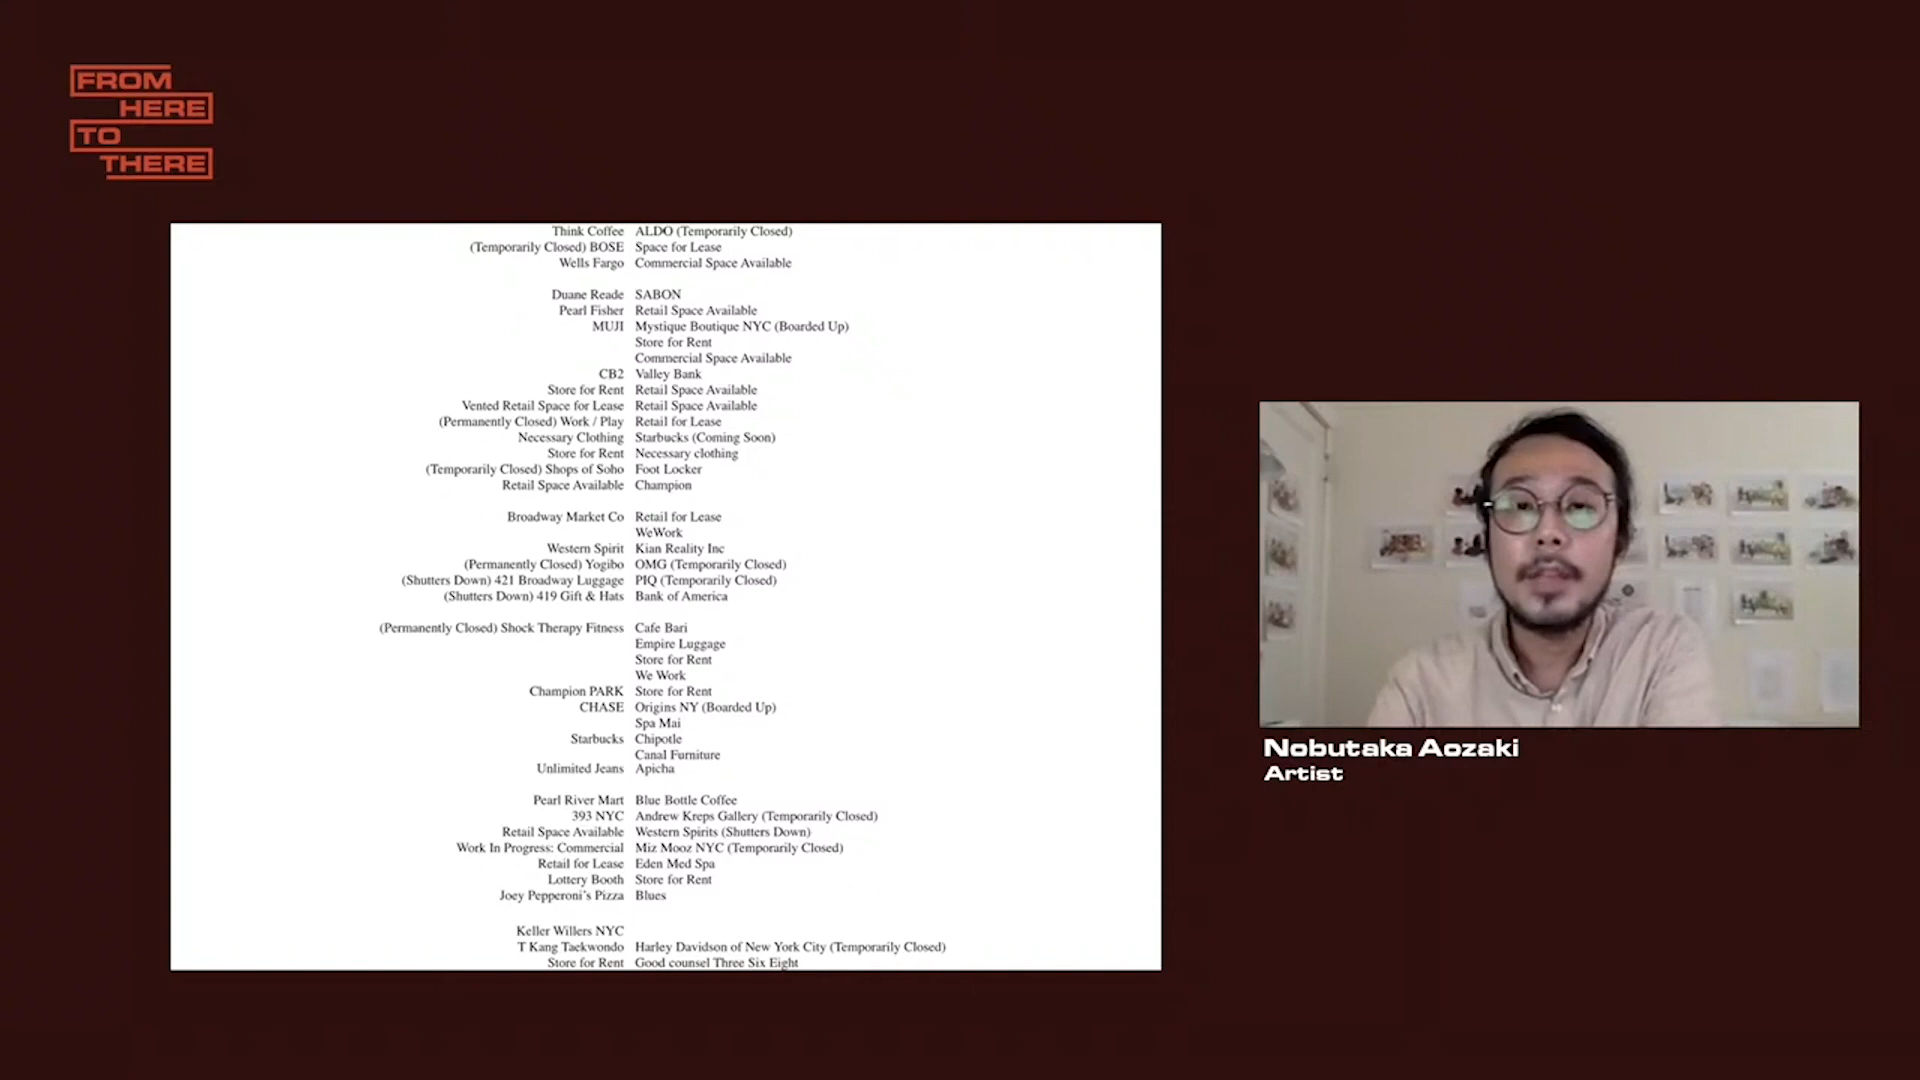 FROM
HERE
TO
THERE
Think Coffee ALDO (Temporarily Closed)
(Temporarily Closed) BOSE Space for Lease
Wells Fargo Commercial Space Available
Duane Reade SABON
Pearl Fisher Retail Space Available
MUJI Mystique Boutique NYC (Boarded Up)
Store for Rent
Commercial Space Available
CB2 Valley Bank
Store for Rent Retail Space Available
Vented Retail Space for Lease Retail Space Available
(Permanently Closed) Work / Play Retail for Lease
Necessary Clothing Starbucks (Coming Soon)
Store for Rent Necessary clothing
(Temporarily Closed) Shops of Soho Foot Locker
Retail Space Available Champion
Broadway Market Co Retail for Lease
WeWork
Western Spirit Kian Reality Inc
(Permanently Closed) Yogibo OMG (Temporarily Closed)
(Shutters Down) 421 Broadway Luggage PIQ (Temporarily Closed)
(Shutters Down) 419 Gift & Hats Bank of America
(Permanently Closed) Shock Therapy Fitness Cafe Bari
Empire Luggage
Store for Rent
We Work
Champion PARK Store for Rent
CHASE Origins NY (Boarded Up)
Spa Mai
Starbucks Chipotle
Canal Furniture
Unlimited Jeans Apicha
Pearl River Mart Blue Bottle Coffee
393 NYC Andrew Kreps Gallery (Temporarily Closed)
Retail Space Available Western Spirits (Shutters Down)
Work In Progress: Commercial Miz Mooz NYC (Temporarily Closed)
Retail for Lease Eden Med Spa
Lottery Booth Store for Rent
Joey Pepperoni's Pizza Blues
Keller Willers NYC
T Kang Taekwondo Harley Davidson of New York City (Temporarily Closed)
Store for Rent Good counsel Three Six Eight
Nobutaka Aozaki
Artist